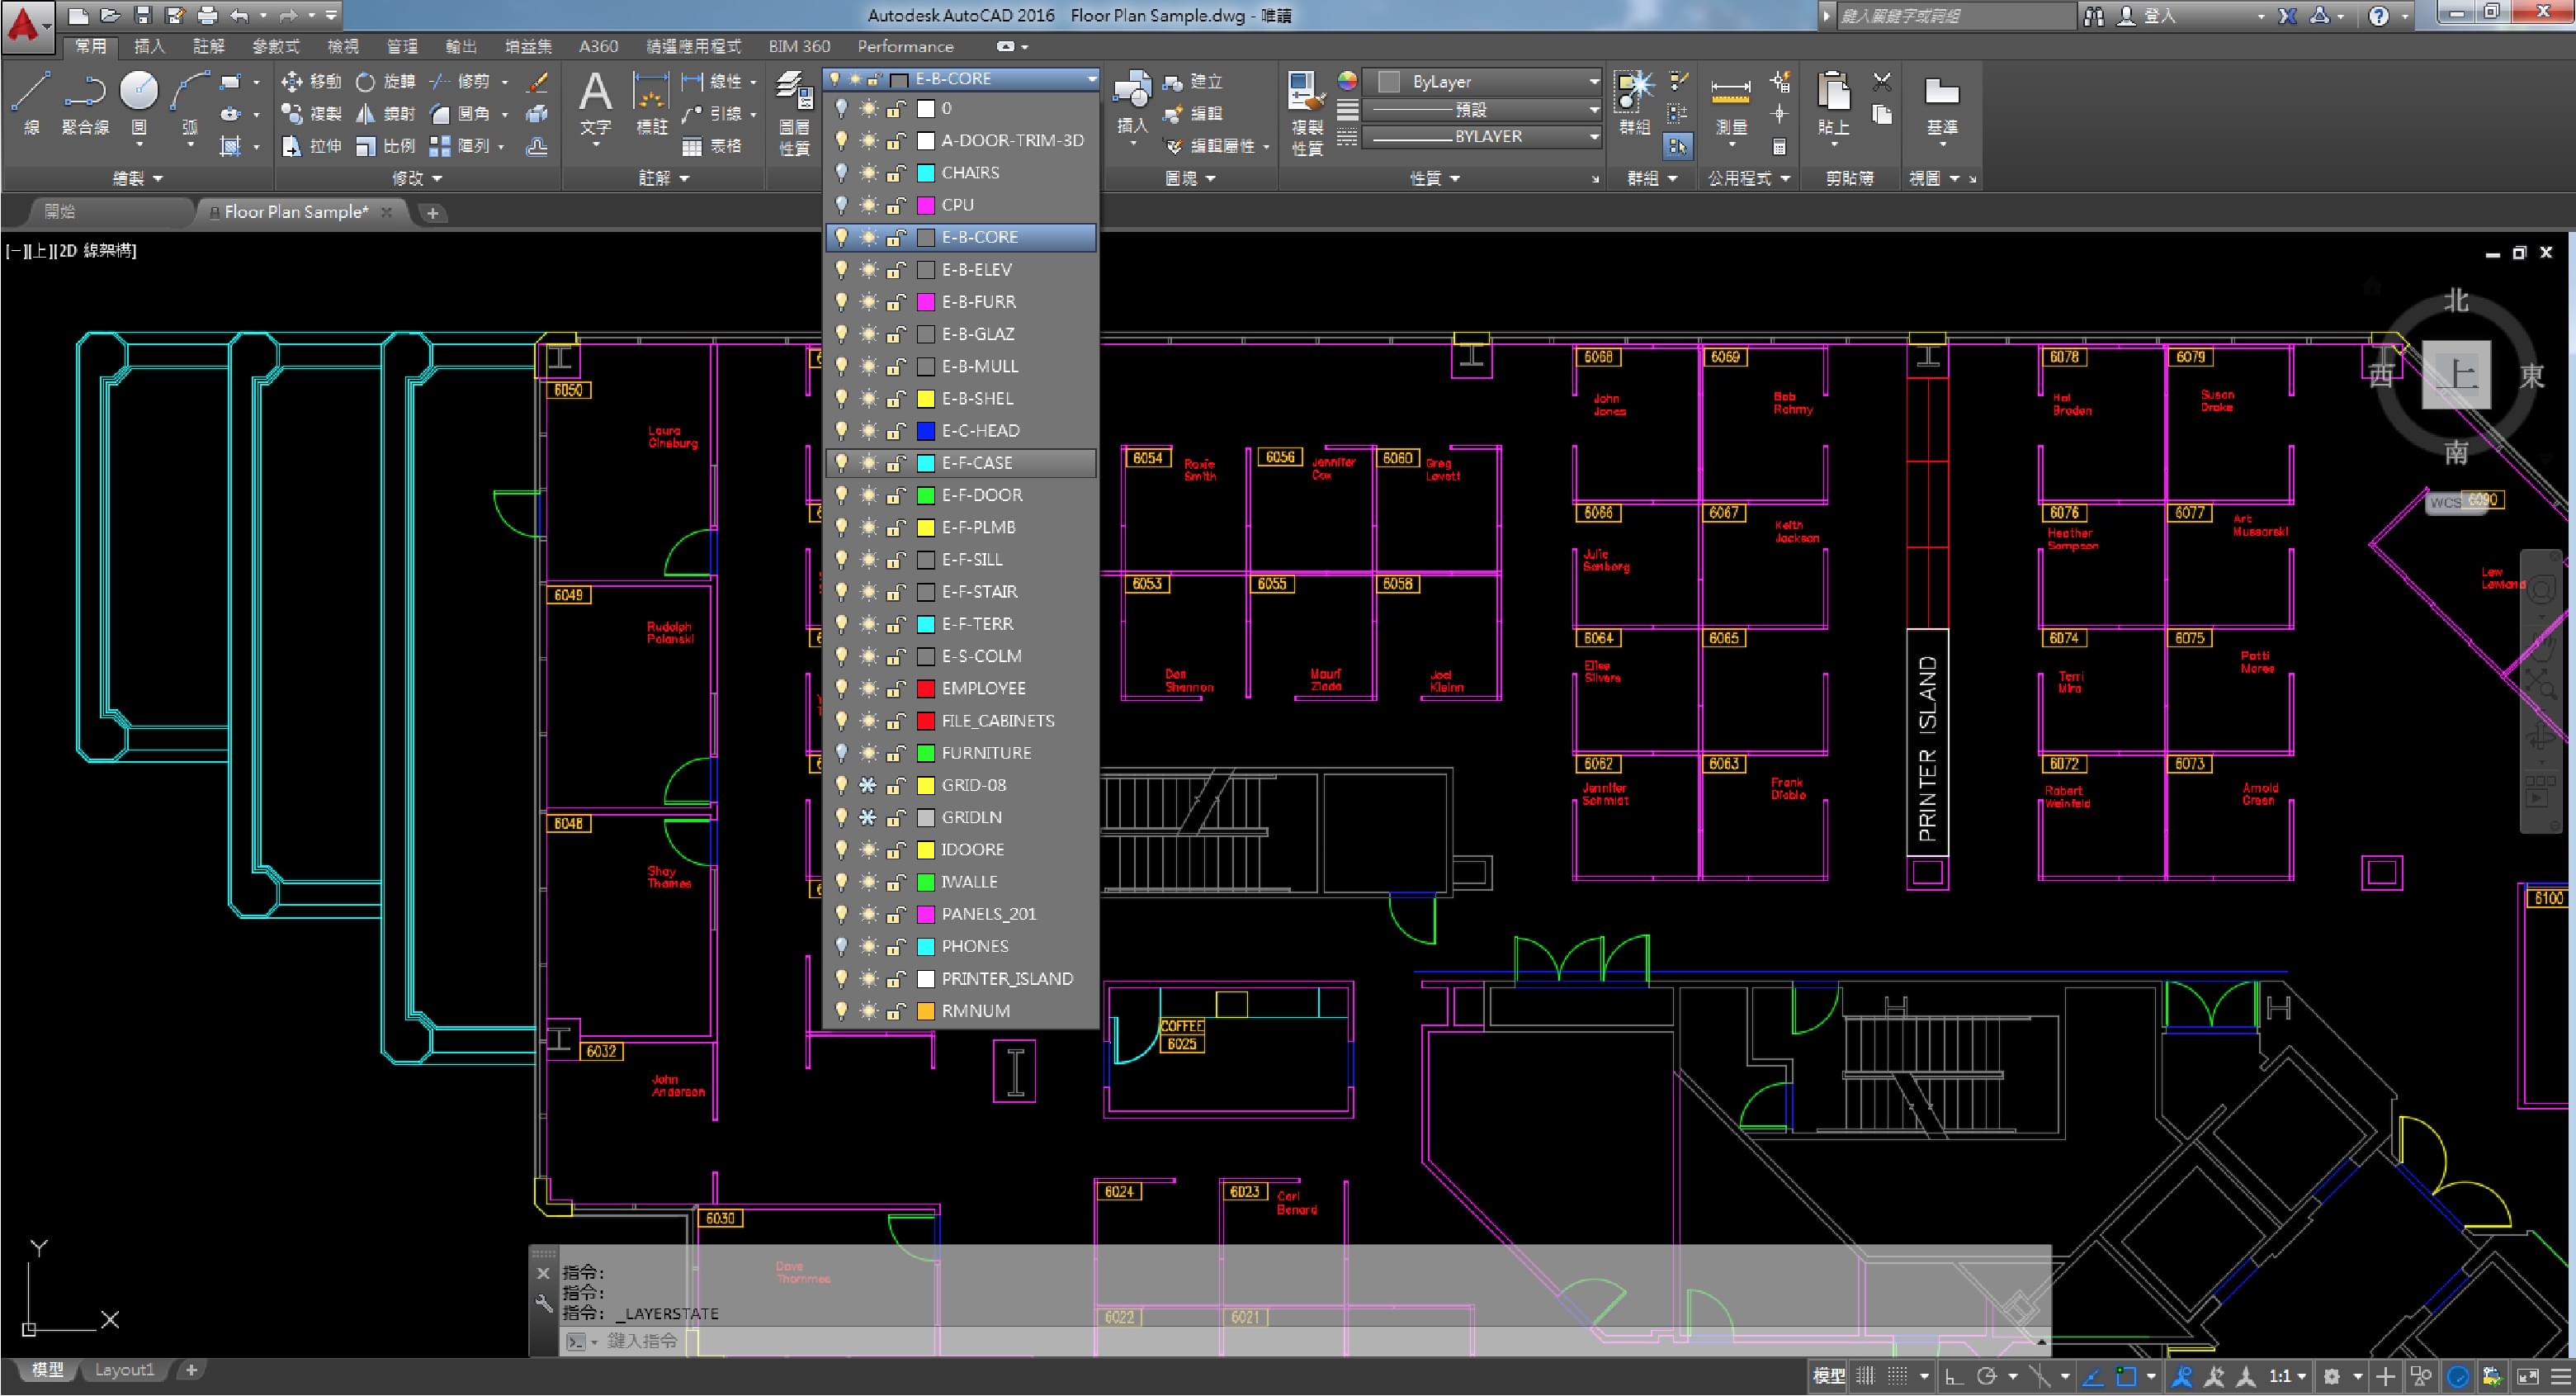 Autodesk AutoCAD 2016 Floor Plan Sample.dwg - 唯讀
鍵入關鍵字或詞組
登入
常用 插入 註解 參數式 檢視 管理 輸出 增益集 A360 精選應用程式 BIM 360 Performance
線 聚合線 圓 弧
移動 旋轉 修剪
複製 鏡射 圓角
拉伸 比例 陣列
文字 標註
線性
引線
表格
圖層
性質
E-B-CORE
插入
建立
編輯
編輯屬性
複製
性質
ByLayer
預設
BYLAYER
群組
測量
貼上
基準
繪製 修改 註解 圖塊 性質 群組 公用程式 剪貼簿 視圖
開始 Floor Plan Sample*
[−][上][2D 線架構]
0
A-DOOR-TRIM-3D
CHAIRS
CPU
E-B-CORE
E-B-ELEV
E-B-FURR
E-B-GLAZ
E-B-MULL
E-B-SHEL
E-C-HEAD
E-F-CASE
E-F-DOOR
E-F-PLMB
E-F-SILL
E-F-STAIR
E-F-TERR
E-S-COLM
EMPLOYEE
FILE_CABINETS
FURNITURE
GRID-08
GRIDLN
IDOORE
IWALLE
PANELS_201
PHONES
PRINTER_ISLAND
RMNUM
北
西 上 東
南
WCS 6090
6050
Laura
Ginsburg
6049
Rudolph
Polanski
6048
Shay
Thames
6032
John
Anderson
6030
Dave
Thommes
6054
Roxie
Smith
6056
Jennifer
Cox
6060
Greg
Lovett
6053
Dan
Shannon
6055
6058
Joel
6068
John
Jones
6069
Bob
6066
Julie
6067
Keith
Jackson
6064
6065
6062
Jennifer
Schmidt
6063
Frank
Diablo
PRINTER ISLAND
6078
6079
Susan
Drake
6076
Heather
Sampson
6077
Art
6074
Terri
6075
Patti
6072
Robert
Weinfeld
6073
Arnold
Green
Lew
6100
COFFEE
6025
6024
6023
Carl
Benard
6022
6021
指令:
指令:
指令: _LAYERSTATE
鍵入指令
Y
X
模型 Layout1
模型 1:1